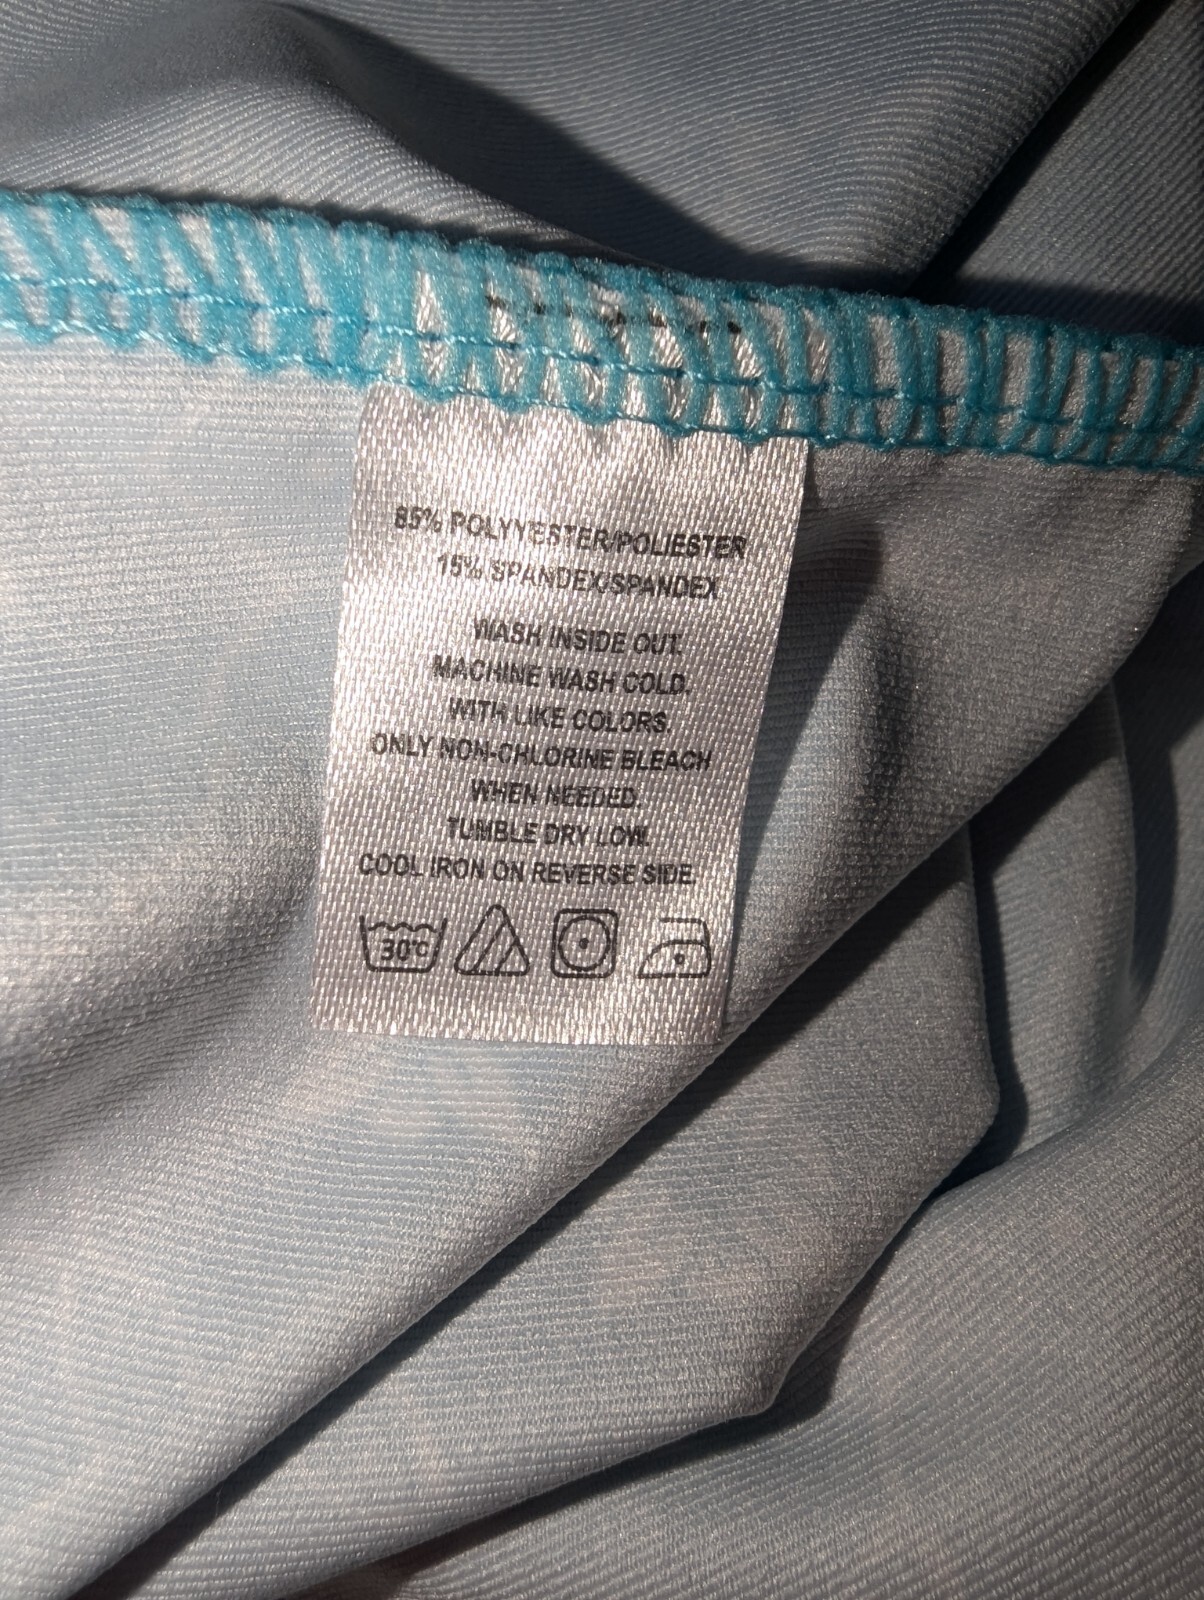 85% POLYYESTER/POLIESTER
15% SPANDEX/SPANDEX
WASH INSIDE OUT.
MACHINE WASH COLD.
WITH LIKE COLORS.
ONLY NON-CHLORINE BLEACH
WHEN NEEDED.
TUMBLE DRY LOW.
COOL IRON ON REVERSE SIDE.
30°C